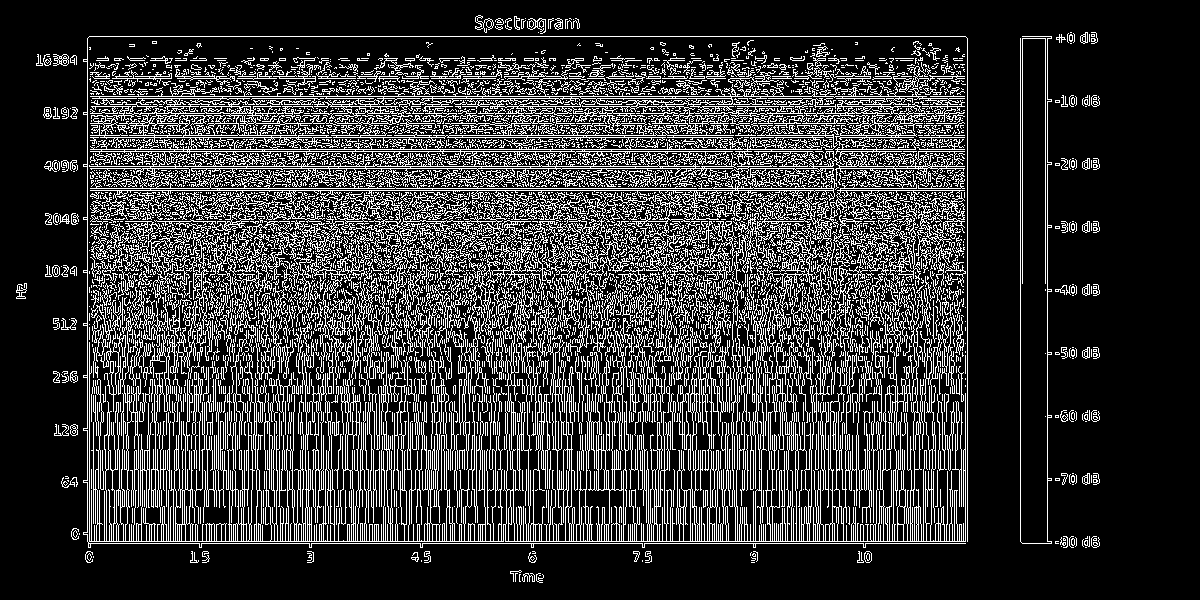 Spectrogram
+0 dB
16384
-10 dB
8192
-20 dB
4096
-30 dB
2048
1024
-40 dB
Hz
512
-50 dB
256
-60 dB
128
-70 dB
64
0
-80 dB
0 1.5 3 4.5 6 7.5 9 10
Time